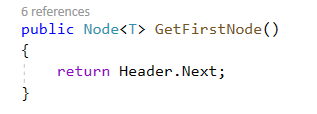 6 references
public Node<T> GetFirstNode()
{
return Header.Next;
}